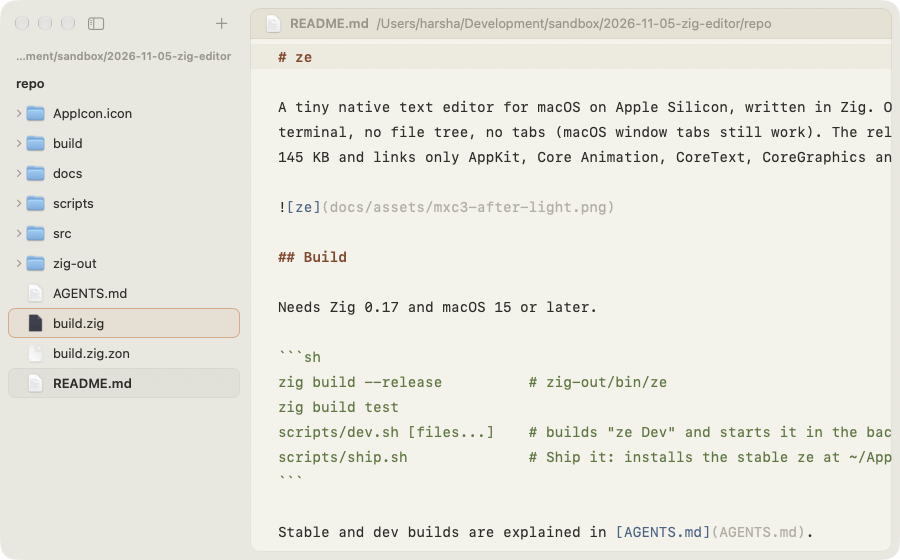 ...ment/sandbox/2026-11-05-zig-editor
repo
AppIcon.icon
build
docs
scripts
src
zig-out
AGENTS.md
build.zig
build.zig.zon
README.md
README.md /Users/harsha/Development/sandbox/2026-11-05-zig-editor/repo
# ze
A tiny native text editor for macOS on Apple Silicon, written in Zig. O
terminal, no file tree, no tabs (macOS window tabs still work). The rel
145 KB and links only AppKit, Core Animation, CoreText, CoreGraphics an
![ze](docs/assets/mxc3-after-light.png)
## Build
Needs Zig 0.17 and macOS 15 or later.
```sh
zig build --release          # zig-out/bin/ze
zig build test
scripts/dev.sh [files...]    # builds "ze Dev" and starts it in the bac
scripts/ship.sh              # Ship it: installs the stable ze at ~/App
```
Stable and dev builds are explained in [AGENTS.md](AGENTS.md).